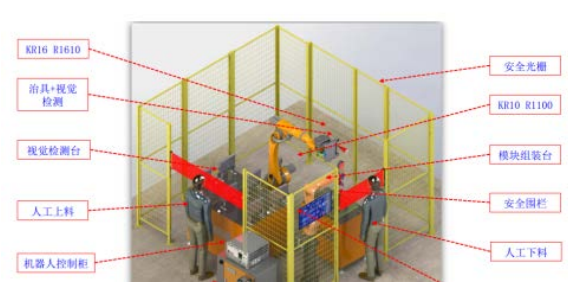 KR16 R1610
治具+视觉
检测
视觉检测台
人工上料
机器人控制柜
安全光栅
KR10 R1100
模块组装台
安全围栏
人工下料